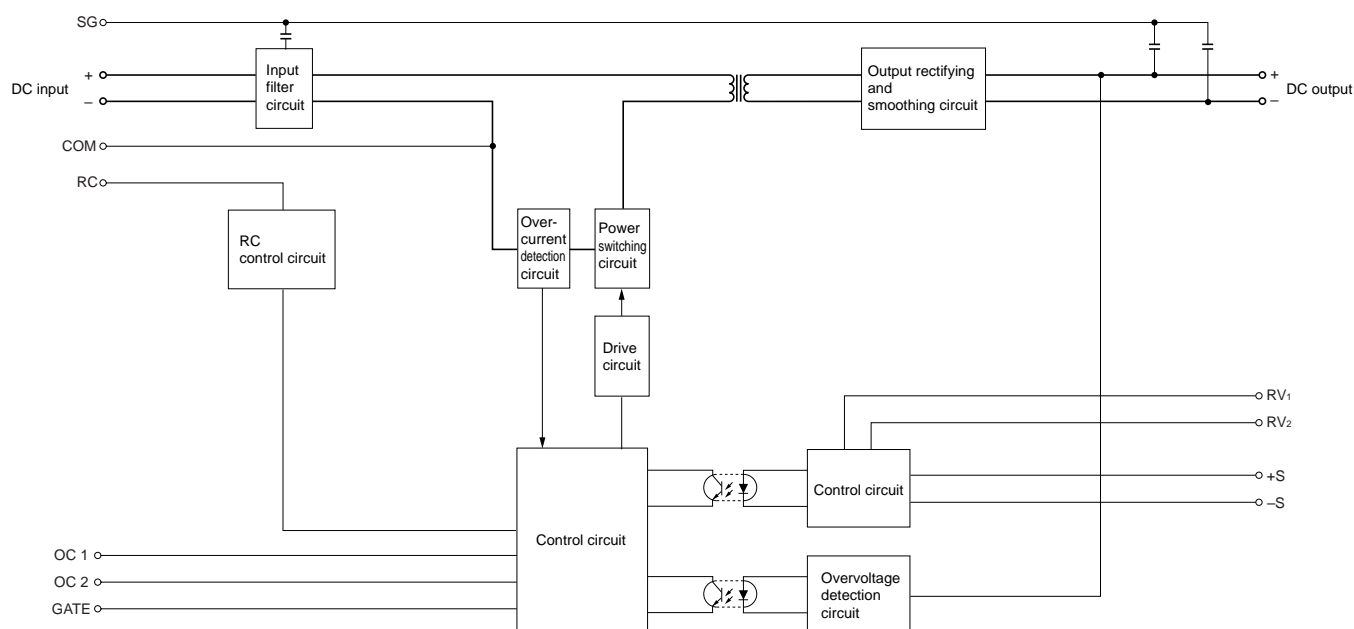 SG
Input
filter
circuit
DC input
+
–
Output rectifying
and
smoothing circuit
+
–
DC output
COM
RC
RC
control circuit
Over-
current
detection
circuit
Power
switching
circuit
Drive
circuit
RV1
RV2
+S
–S
Control circuit
Control circuit
OC 1
OC 2
GATE
Overvoltage
detection
circuit